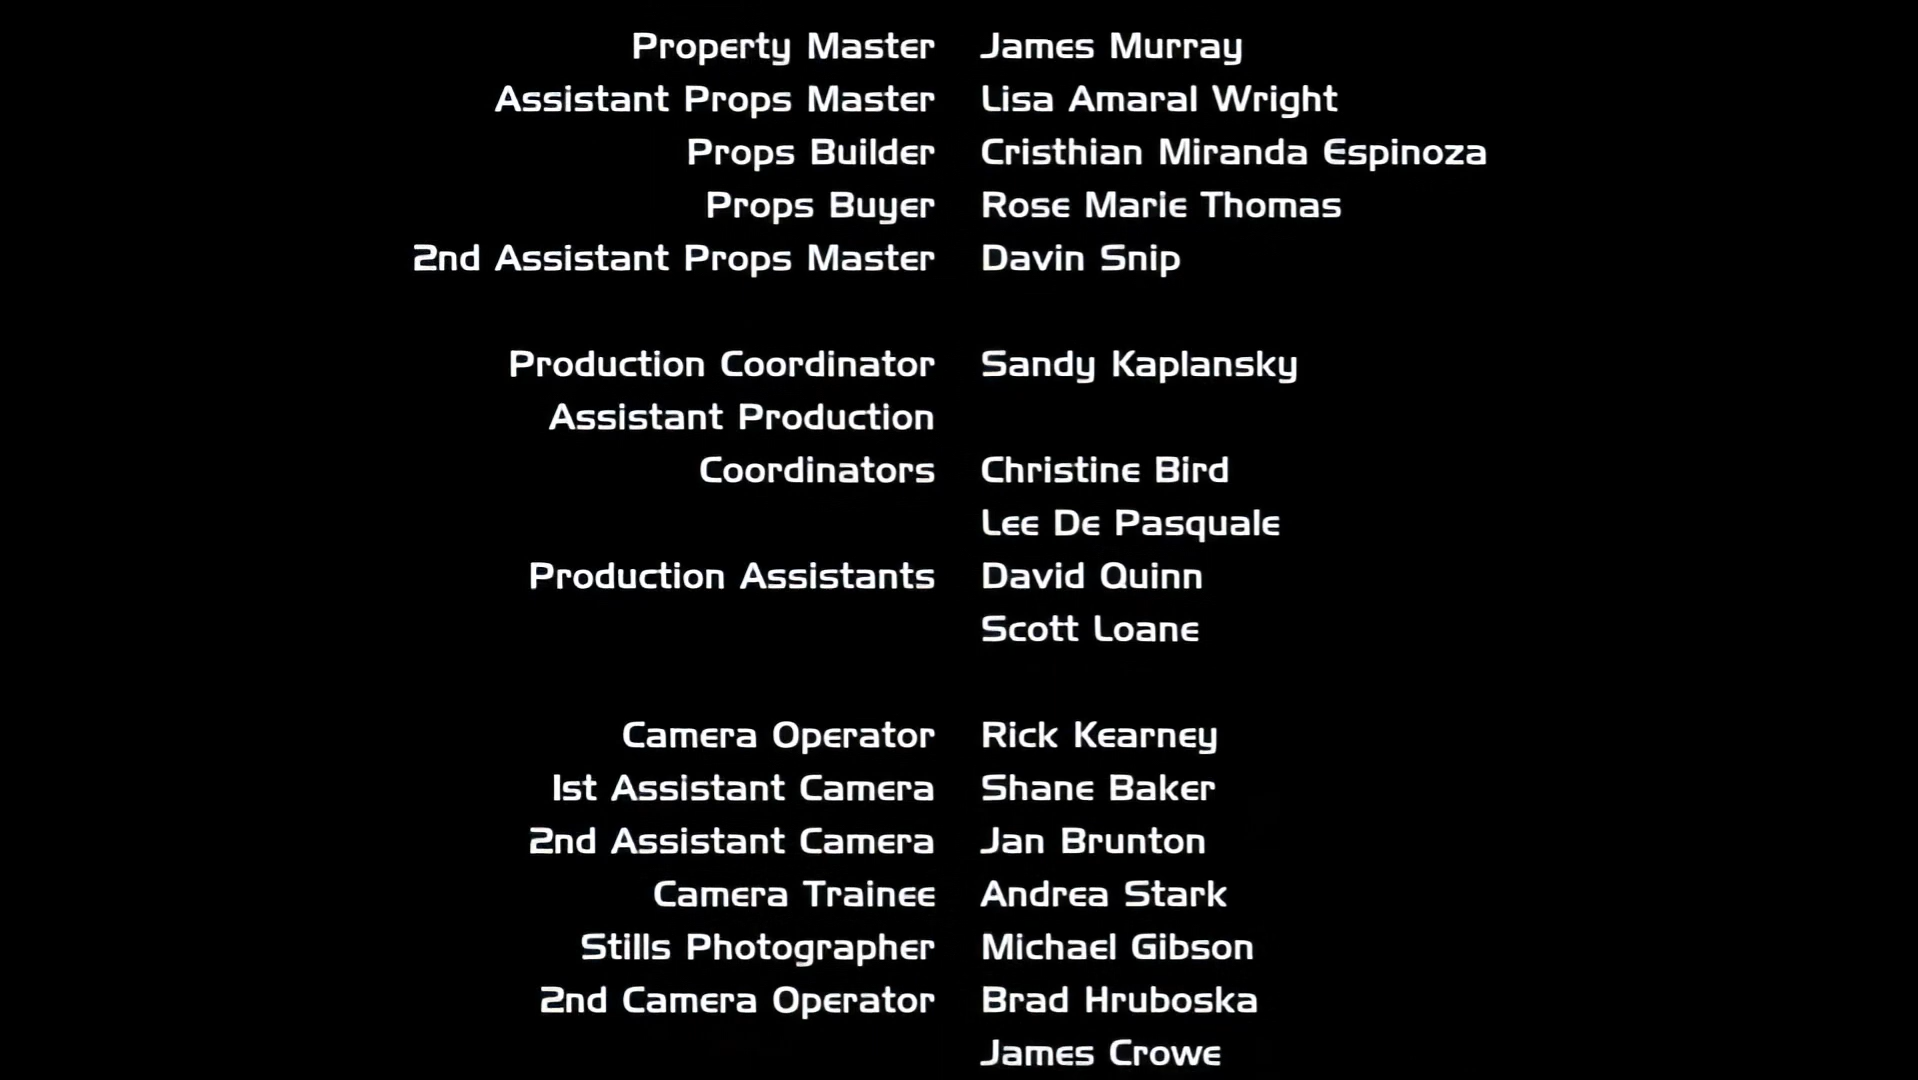 Property Master James Murray
Assistant Props Master Lisa Amaral Wright
Props Builder Cristhian Miranda Espinoza
Props Buyer Rose Marie Thomas
2nd Assistant Props Master Davin Snip
Production Coordinator Sandy Kaplansky
Assistant Production
Coordinators Christine Bird
Lee De Pasquale
Production Assistants David Quinn
Scott Loane
Camera Operator Rick Kearney
1st Assistant Camera Shane Baker
2nd Assistant Camera Jan Brunton
Camera Trainee Andrea Stark
Stills Photographer Michael Gibson
2nd Camera Operator Brad Hruboska
James Crowe